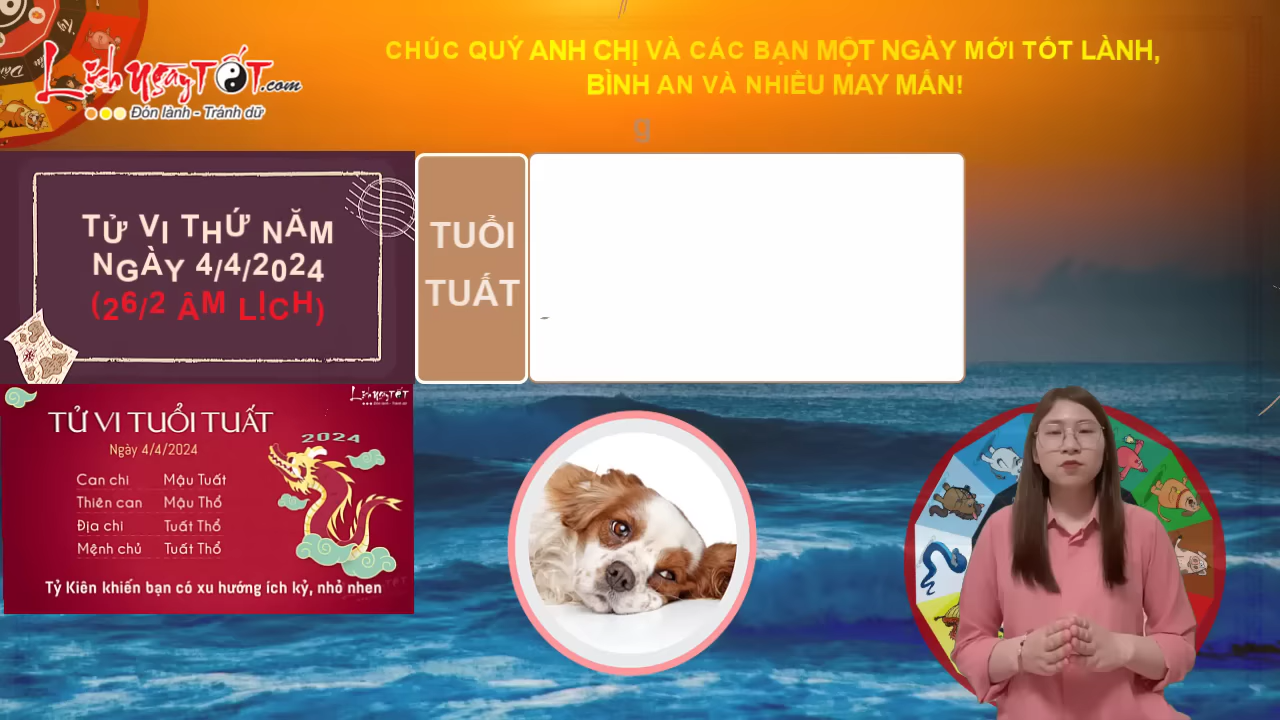 Lịch Ngày TỐT.com
Đón lành - Tránh dữ
CHÚC QUÝ ANH CHỊ VÀ CÁC BẠN MỘT NGÀY MỚI TỐT LÀNH,
BÌNH AN VÀ NHIỀU MAY MẮN!
g
TỬ VI THỨ NĂM
NGÀY 4/4/2024
(26/2 ÂM LỊCH)
TUỔI
TUẤT
Lịch Ngày TỐT
TỬ VI TUỔI TUẤT
Ngày 4/4/2024
2024
Can chi Mậu Tuất
Thiên can Mậu Thổ
Địa chi Tuất Thổ
Mệnh chủ Tuất Thổ
Tỷ Kiên khiến bạn có xu hướng ích kỷ, nhỏ nhen